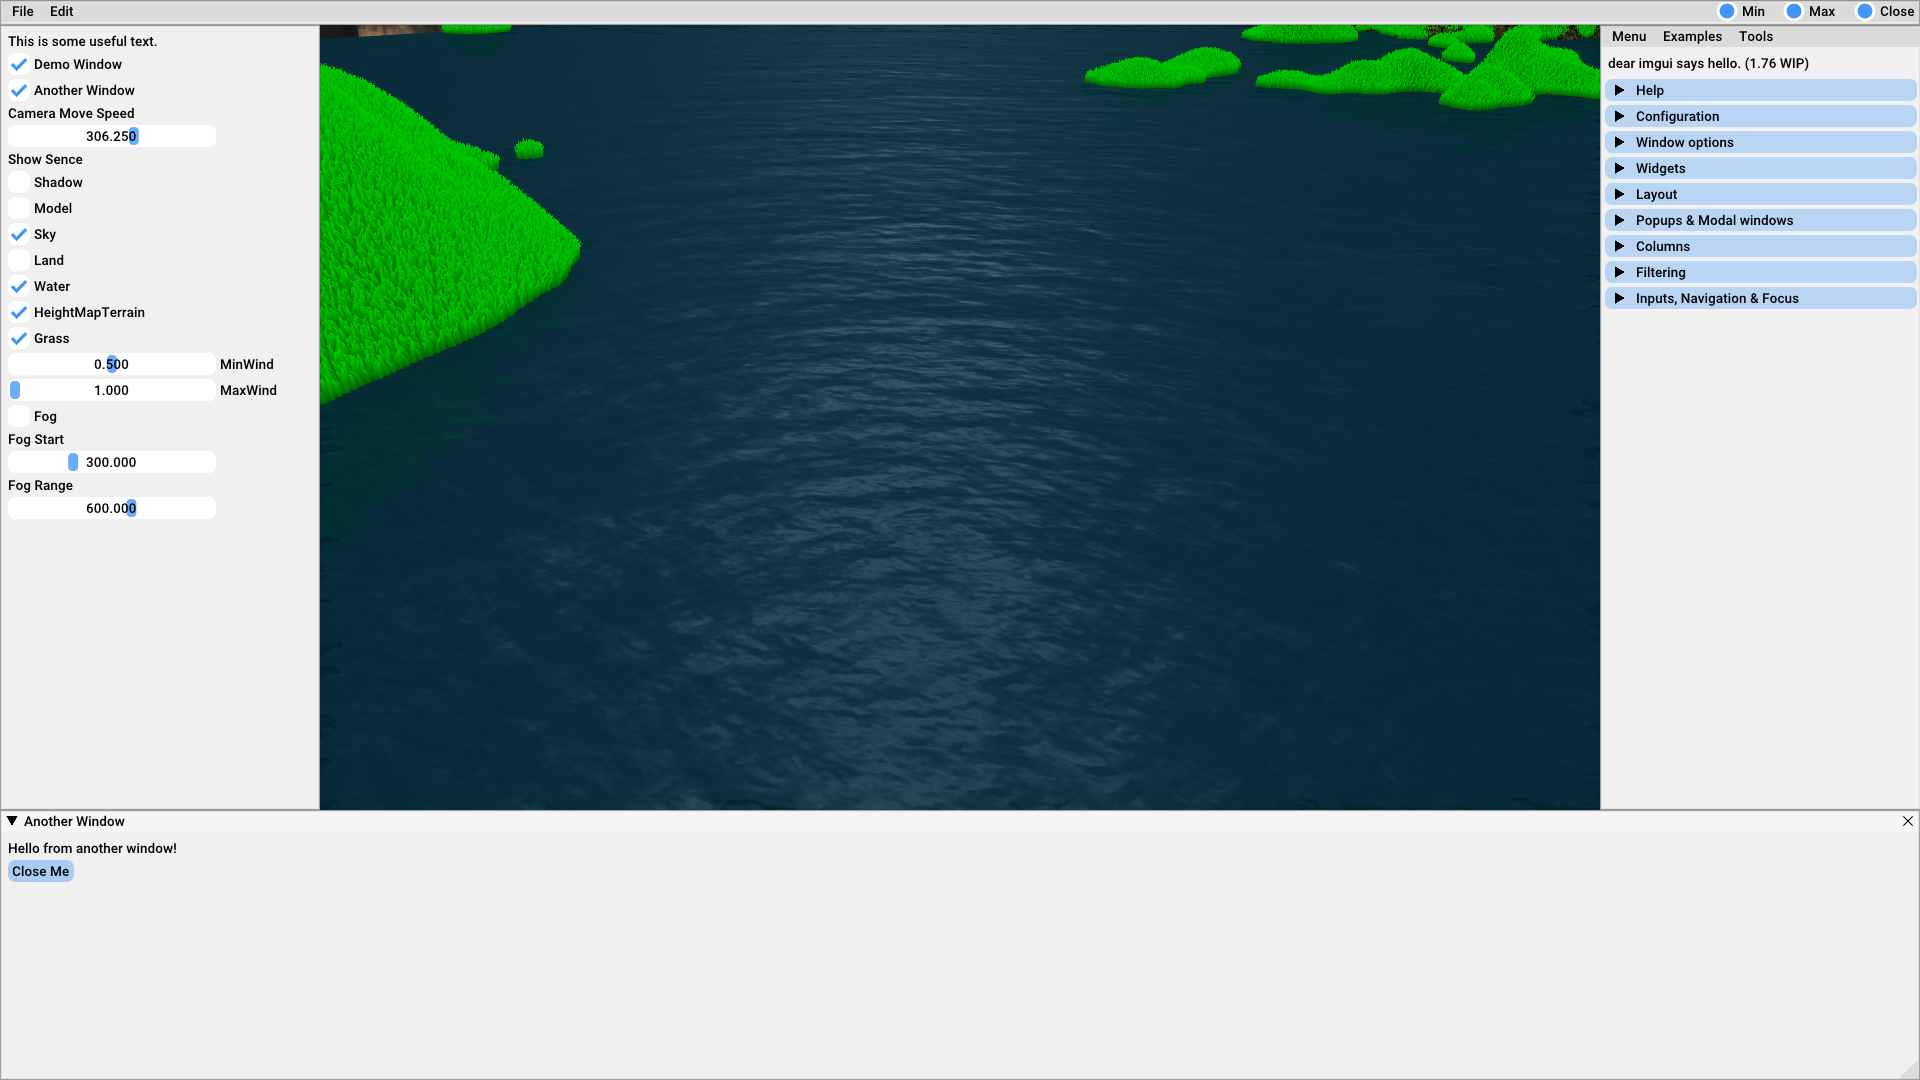 File Edit Min Max Close
This is some useful text.
Demo Window
Another Window
Camera Move Speed
306.250
Show Sence
Shadow
Model
Sky
Land
Water
HeightMapTerrain
Grass
0.500 MinWind
1.000 MaxWind
Fog
Fog Start
300.000
Fog Range
600.000
Menu Examples Tools
dear imgui says hello. (1.76 WIP)
Help
Configuration
Window options
Widgets
Layout
Popups & Modal windows
Columns
Filtering
Inputs, Navigation & Focus
Another Window
Hello from another window!
Close Me